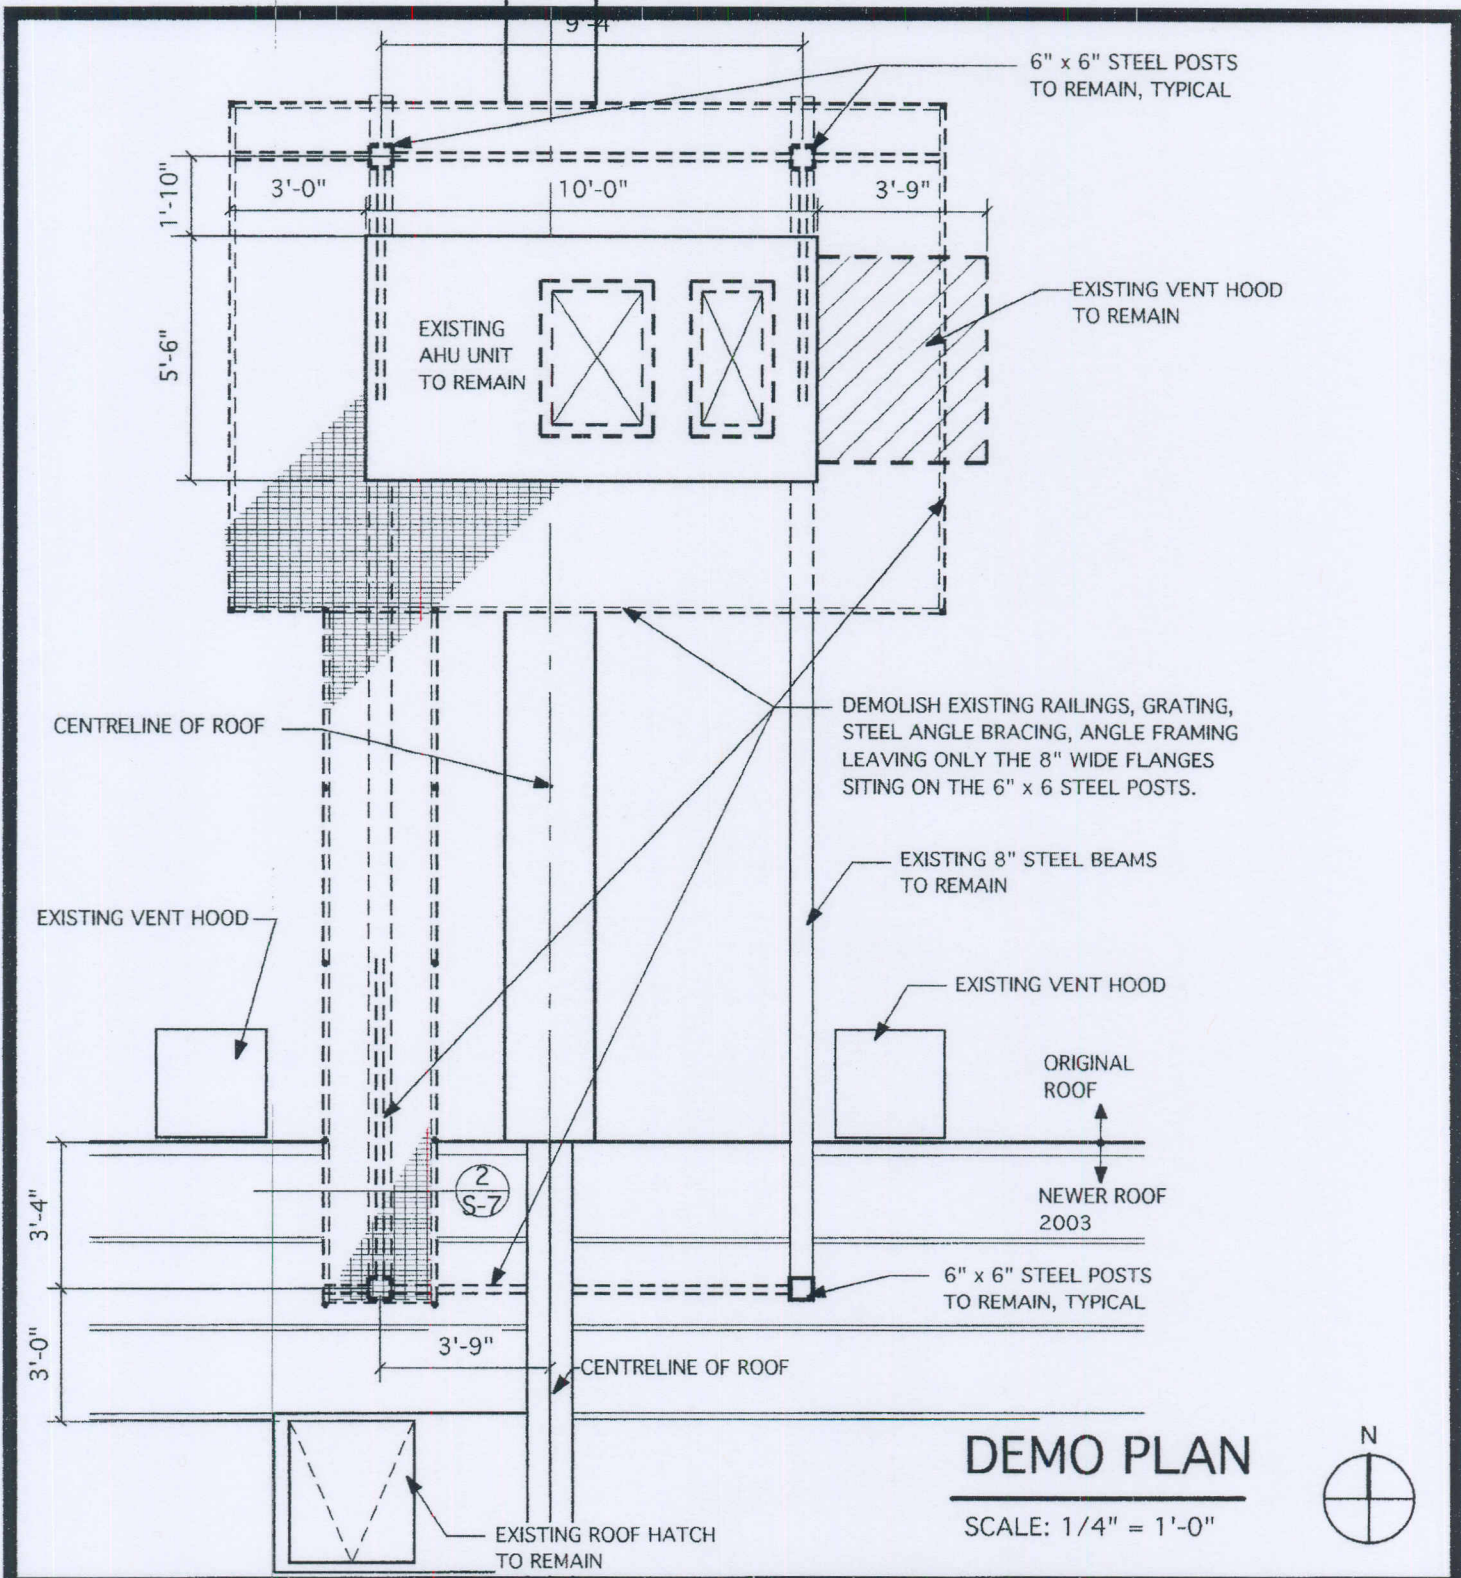 9'-4"
6" x 6" STEEL POSTS
TO REMAIN, TYPICAL
1'-10"
3'-0"
10'-0"
3'-9"
EXISTING VENT HOOD
TO REMAIN
EXISTING
AHU UNIT
TO REMAIN
5'-6"
CENTRELINE OF ROOF
DEMOLISH EXISTING RAILINGS, GRATING,
STEEL ANGLE BRACING, ANGLE FRAMING
LEAVING ONLY THE 8" WIDE FLANGES
SITING ON THE 6" x 6 STEEL POSTS.
EXISTING 8" STEEL BEAMS
TO REMAIN
EXISTING VENT HOOD
EXISTING VENT HOOD
ORIGINAL
ROOF
2
S-7
NEWER ROOF
2003
3'-4"
6" x 6" STEEL POSTS
TO REMAIN, TYPICAL
3'-0"
3'-9"
CENTRELINE OF ROOF
DEMO PLAN
SCALE: 1/4" = 1'-0"
N
EXISTING ROOF HATCH
TO REMAIN